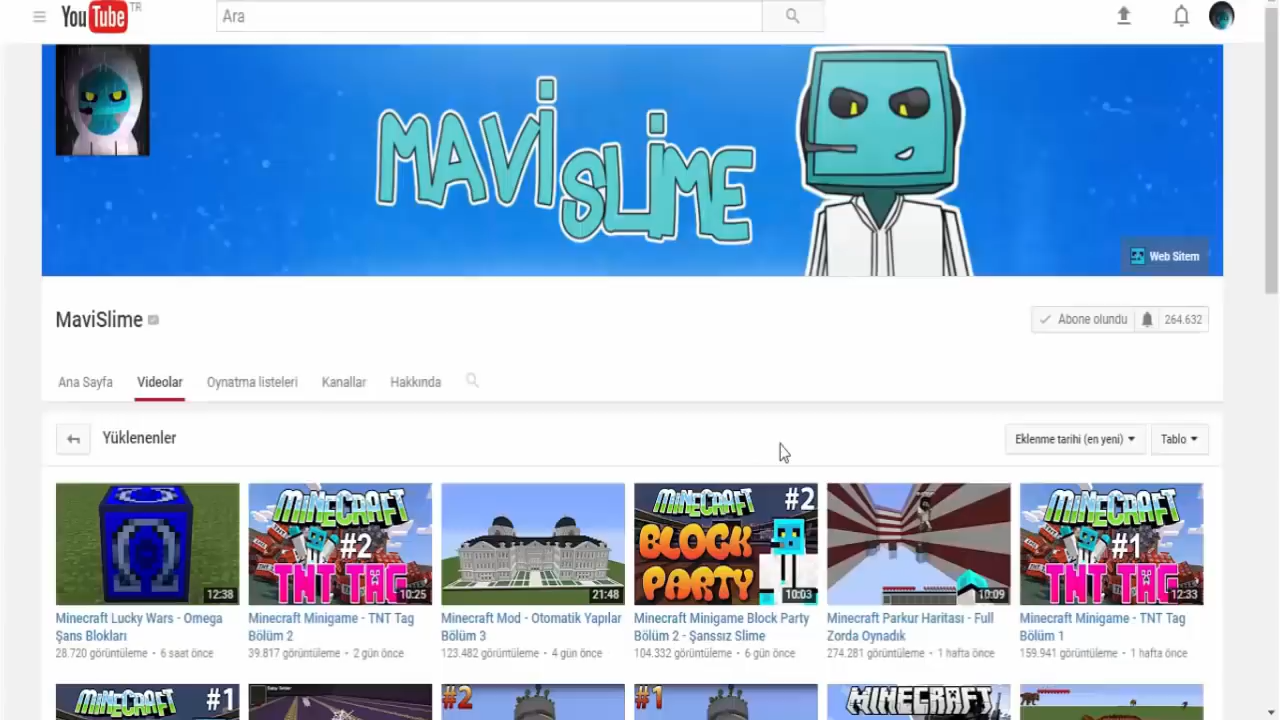 YouTube TR
Ara
MAVİ SLİME
Web Sitem
MaviSlime
Abone olundu 264.632
Ana Sayfa Videolar Oynatma listeleri Kanallar Hakkında
Yüklenenler
Eklenme tarihi (en yeni) Tablo
12:38
MINECRAFT #2 TNT TAG 10:25
21:48
MINECRAFT #2 BLOCK PARTY 10:03
10:09
MINECRAFT #1 TNT TAG 12:33
Minecraft Lucky Wars - Omega
Şans Blokları
28.720 görüntüleme • 6 saat önce
Minecraft Minigame - TNT Tag
Bölüm 2
39.817 görüntüleme • 2 gün önce
Minecraft Mod - Otomatik Yapılar
Bölüm 3
123.482 görüntüleme • 4 gün önce
Minecraft Minigame Block Party
Bölüm 2 - Şanssız Slime
104.332 görüntüleme • 6 gün önce
Minecraft Parkur Haritası - Full
Zorda Oynadık
274.281 görüntüleme • 1 hafta önce
Minecraft Minigame - TNT Tag
Bölüm 1
159.941 görüntüleme • 1 hafta önce
MINECRAFT #1
#2
#1
MINECRAFT